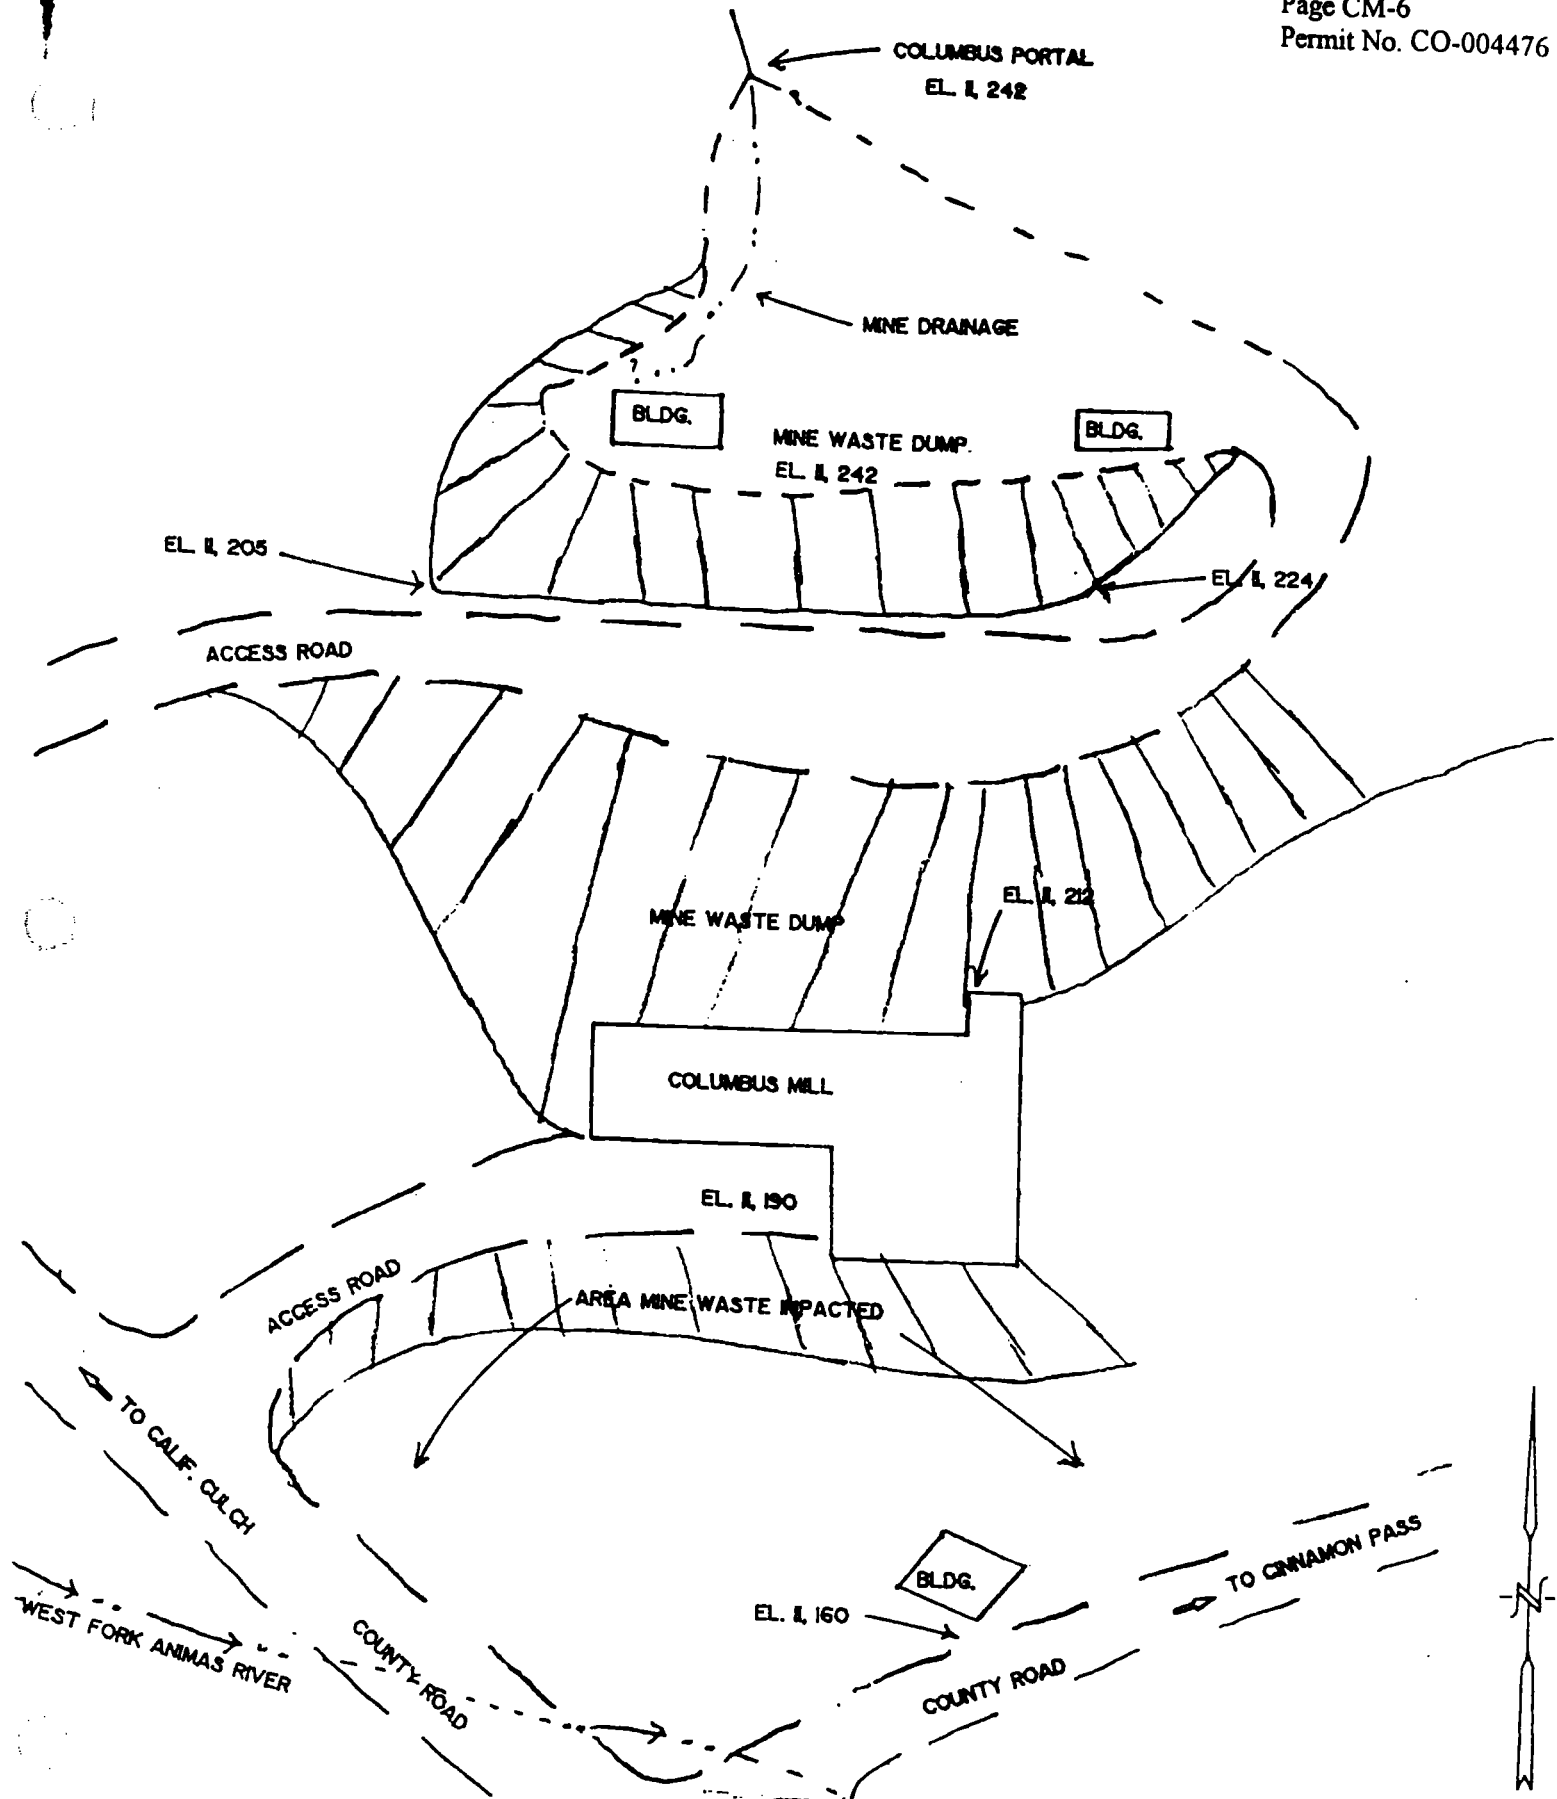 Page CM-6
Permit No. CO-004476
COLUMBUS PORTAL
EL. 11, 242
MINE DRAINAGE
BLDG.
BLDG.
MINE WASTE DUMP.
EL. 11, 242
EL. 11, 205
EL. 11, 224
ACCESS ROAD
EL. 11, 212
MINE WASTE DUMP
COLUMBUS MILL
EL. 11, 190
ACCESS ROAD
AREA MINE WASTE IMPACTED
TO CALIF. GULCH
BLDG.
TO CINNAMON PASS
EL. 11, 160
WEST FORK ANIMAS RIVER
COUNTY ROAD
COUNTY ROAD
N